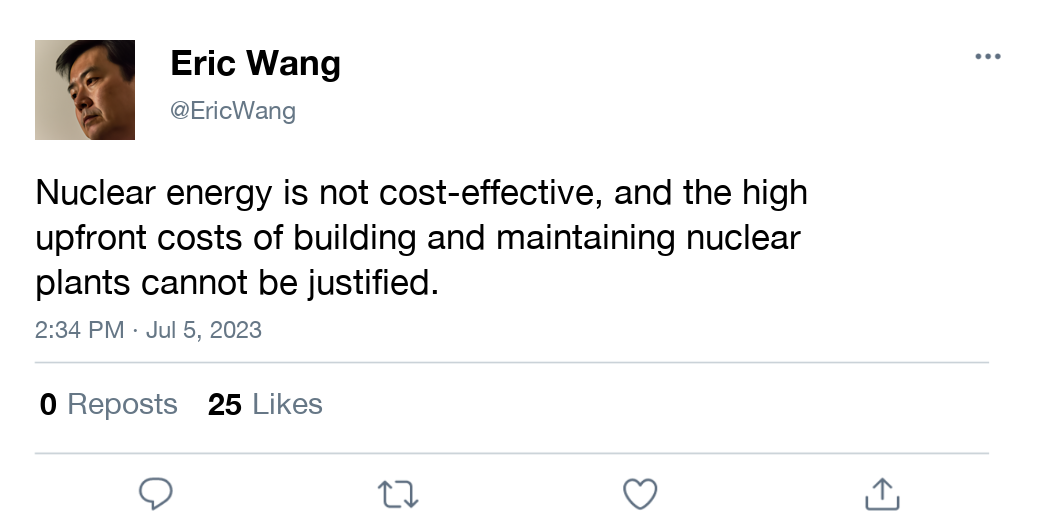 Eric Wang
@EricWang
Nuclear energy is not cost-effective, and the high
upfront costs of building and maintaining nuclear
plants cannot be justified.
2:34 PM · Jul 5, 2023
0 Reposts 25 Likes